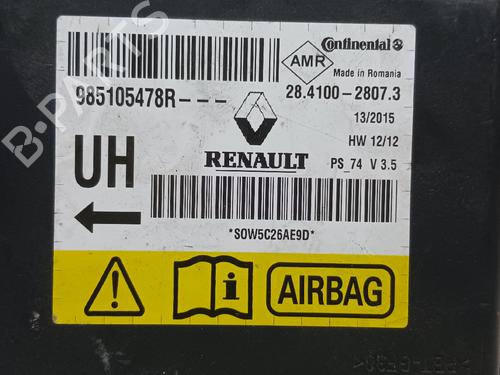 B-PARTS
AMR
Continental
Made in Romania
985105478R---
28.4100-2807.3
13/2015
HW 12/12
UH
RENAULT
PS_74 V 3.5
*SOW5C26AE9D*
AIRBAG